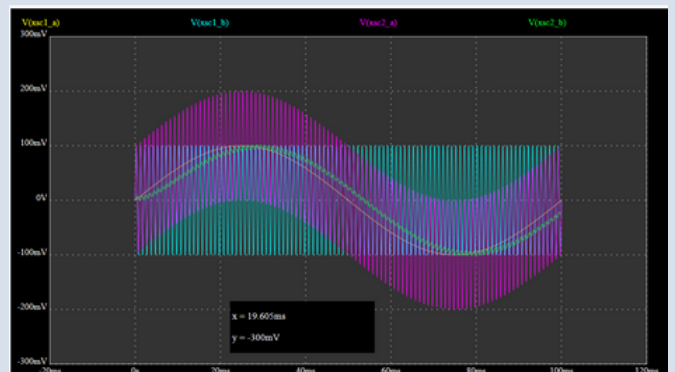 V(xsc1_a) V(xsc1_b) V(xsc2_a) V(xsc2_b)
300mV
200mV
100mV
0V
-100mV
x = 19.605ms
-200mV
y = -300mV
-300mV
-20ms 0s 20ms 40ms 60ms 80ms 100ms 120ms